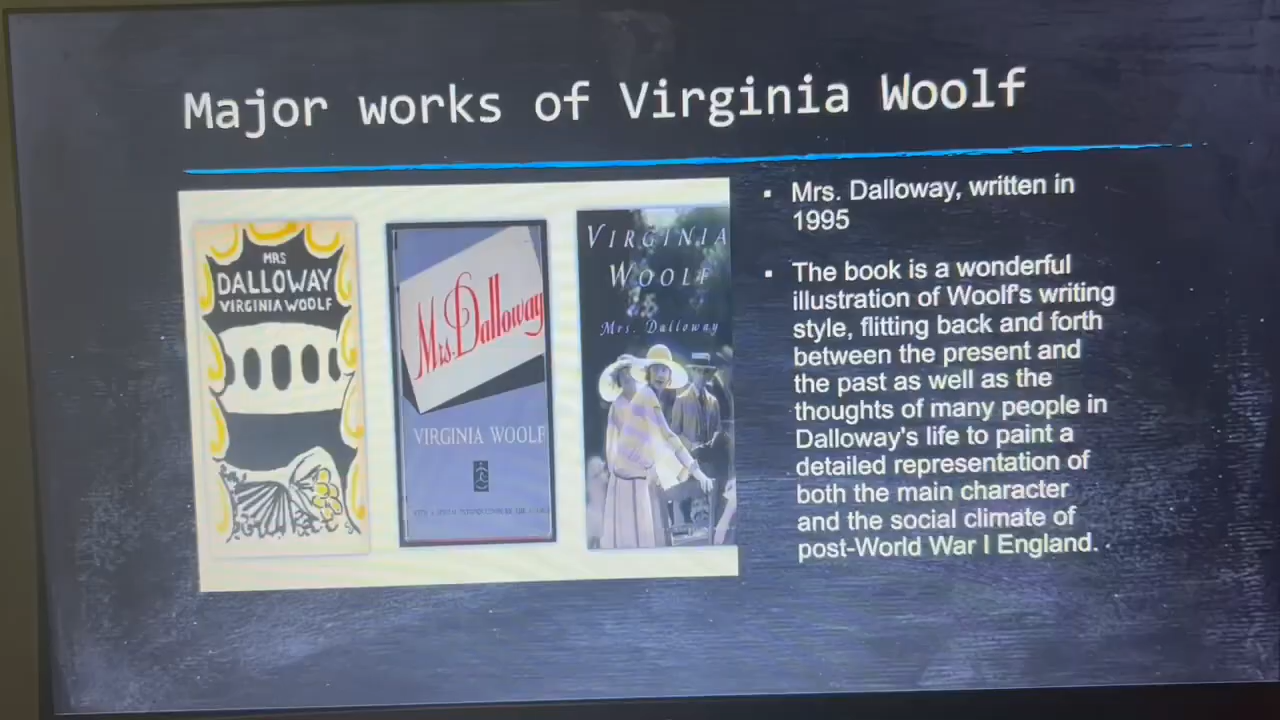 Major works of Virginia Woolf
MRS
DALLOWAY
VIRGINIA WOOLF
Mrs. Dalloway
VIRGINIA WOOLF
VIRGINIA
WOOLF
Mrs. Dalloway
▪ Mrs. Dalloway, written in
1995
▪ The book is a wonderful
illustration of Woolf's writing
style, flitting back and forth
between the present and
the past as well as the
thoughts of many people in
Dalloway's life to paint a
detailed representation of
both the main character
and the social climate of
post-World War I England.